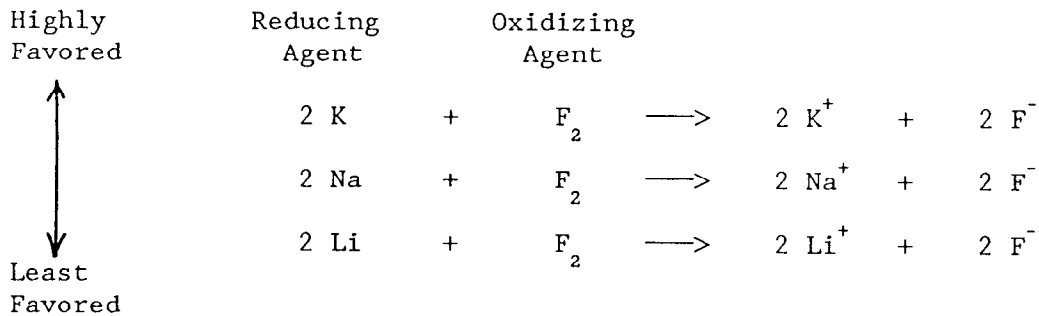 Highly Favored
Reducing Agent
Oxidizing Agent
2 K + F₂ —> 2 K⁺ + 2 F⁻
2 Na + F₂ —> 2 Na⁺ + 2 F⁻
2 Li + F₂ —> 2 Li⁺ + 2 F⁻
Least Favored